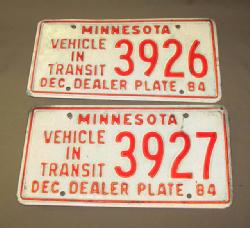 MINNESOTA
VEHICLE
IN
TRANSIT
3926
DEC. DEALER PLATE 84
MINNESOTA
VEHICLE
IN
TRANSIT
3927
DEC. DEALER PLATE 84